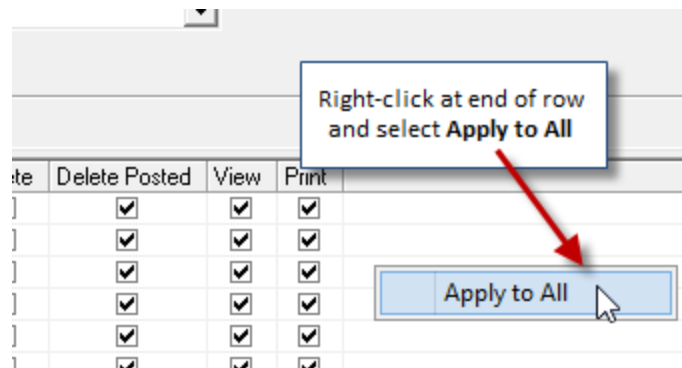 Right-click at end of row
and select Apply to All
te Delete Posted View Print
Apply to All